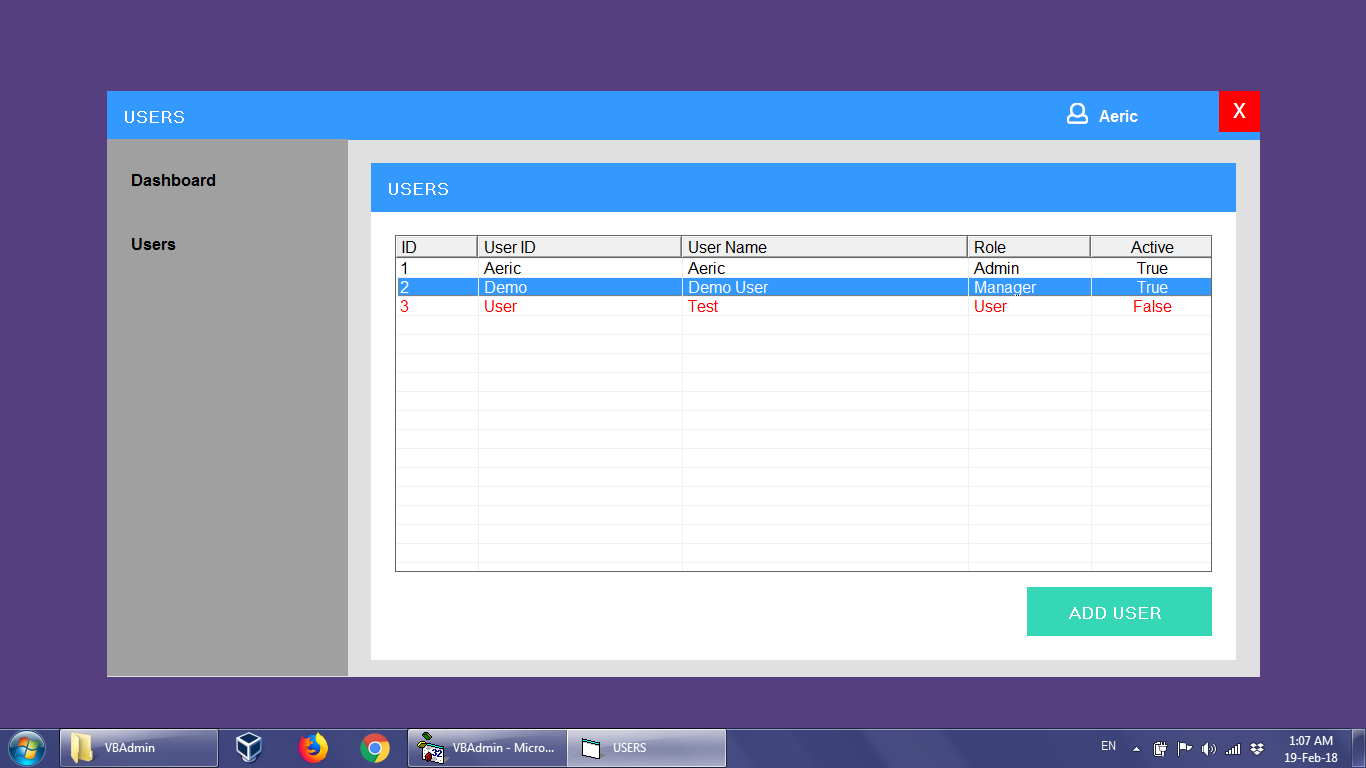 USERS
Aeric
X
Dashboard
Users
USERS
ID User ID User Name Role Active
1 Aeric Aeric Admin True
2 Demo Demo User Manager True
3 User Test User False
ADD USER
VBAdmin
VBAdmin - Micro...
USERS
EN
1:07 AM
19-Feb-18